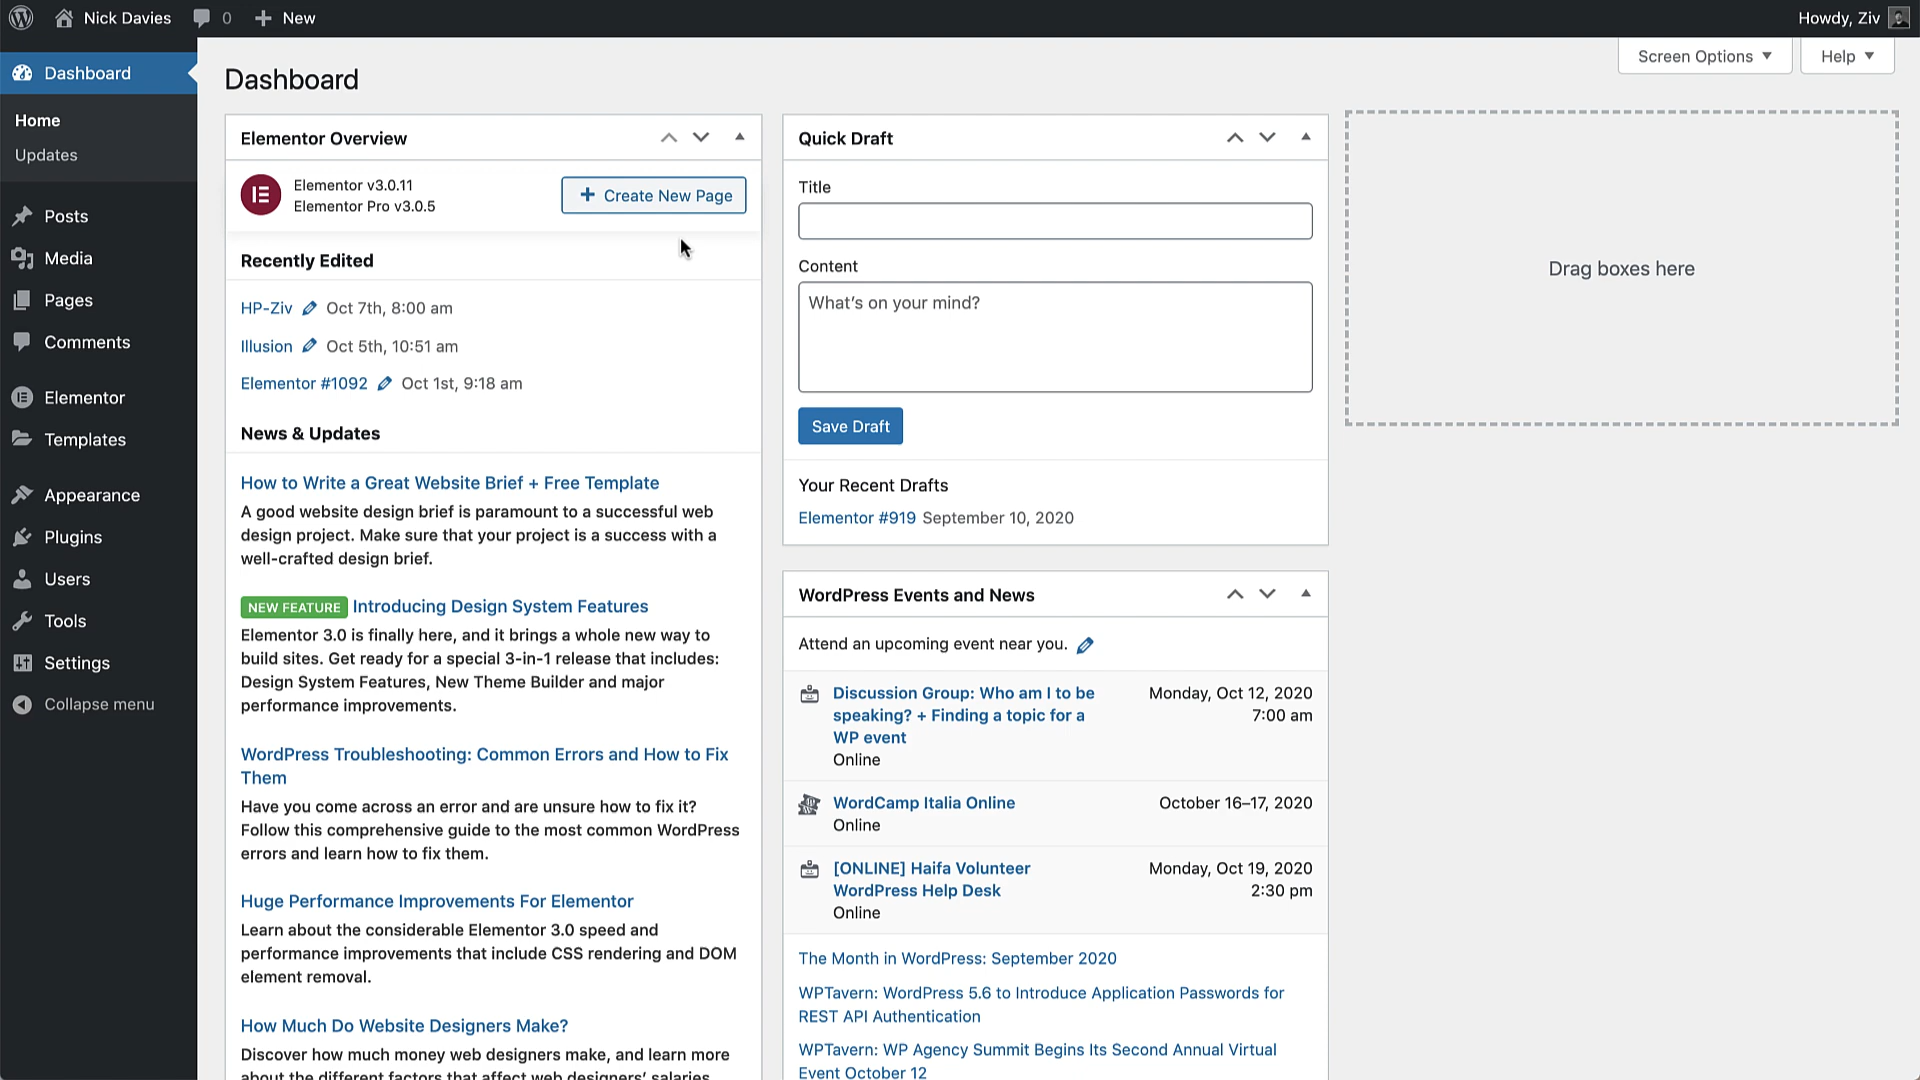 Nick Davies
0
New
Howdy, Ziv
Dashboard
Home
Updates
Posts
Media
Pages
Comments
Elementor
Templates
Appearance
Plugins
Users
Tools
Settings
Collapse menu
Dashboard
Screen Options
Help
Elementor Overview
Elementor v3.0.11
Elementor Pro v3.0.5
+ Create New Page
Recently Edited
HP-Ziv Oct 7th, 8:00 am
Illusion Oct 5th, 10:51 am
Elementor #1092 Oct 1st, 9:18 am
News & Updates
How to Write a Great Website Brief + Free Template
A good website design brief is paramount to a successful web
design project. Make sure that your project is a success with a
well-crafted design brief.
NEW FEATURE Introducing Design System Features
Elementor 3.0 is finally here, and it brings a whole new way to
build sites. Get ready for a special 3-in-1 release that includes:
Design System Features, New Theme Builder and major
performance improvements.
WordPress Troubleshooting: Common Errors and How to Fix
Them
Have you come across an error and are unsure how to fix it?
Follow this comprehensive guide to the most common WordPress
errors and learn how to fix them.
Huge Performance Improvements For Elementor
Learn about the considerable Elementor 3.0 speed and
performance improvements that include CSS rendering and DOM
element removal.
How Much Do Website Designers Make?
Discover how much money web designers make, and learn more
about the different factors that affect web designers' salaries
Quick Draft
Title
Content
What's on your mind?
Save Draft
Your Recent Drafts
Elementor #919 September 10, 2020
WordPress Events and News
Attend an upcoming event near you.
Discussion Group: Who am I to be
speaking? + Finding a topic for a
WP event
Online
Monday, Oct 12, 2020
7:00 am
WordCamp Italia Online
Online
October 16–17, 2020
[ONLINE] Haifa Volunteer
WordPress Help Desk
Online
Monday, Oct 19, 2020
2:30 pm
The Month in WordPress: September 2020
WPTavern: WordPress 5.6 to Introduce Application Passwords for
REST API Authentication
WPTavern: WP Agency Summit Begins Its Second Annual Virtual
Event October 12
Drag boxes here